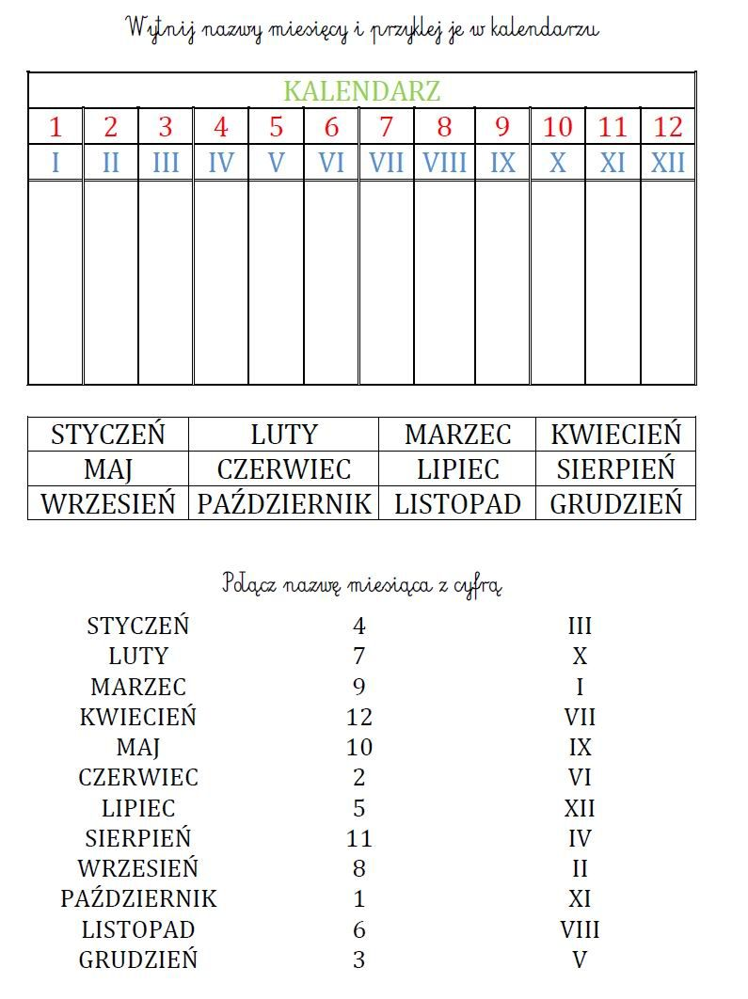 Wytnij nazwy miesięcy i przyklej je w kalendarzu
KALENDARZ
1 2 3 4 5 6 7 8 9 10 11 12
I II III IV V VI VII VIII IX X XI XII
STYCZEŃ LUTY MARZEC KWIECIEŃ
MAJ CZERWIEC LIPIEC SIERPIEŃ
WRZESIEŃ PAŹDZIERNIK LISTOPAD GRUDZIEŃ
Połącz nazwę miesiąca z cyfrą
STYCZEŃ 4 III
LUTY 7 X
MARZEC 9 I
KWIECIEŃ 12 VII
MAJ 10 IX
CZERWIEC 2 VI
LIPIEC 5 XII
SIERPIEŃ 11 IV
WRZESIEŃ 8 II
PAŹDZIERNIK 1 XI
LISTOPAD 6 VIII
GRUDZIEŃ 3 V